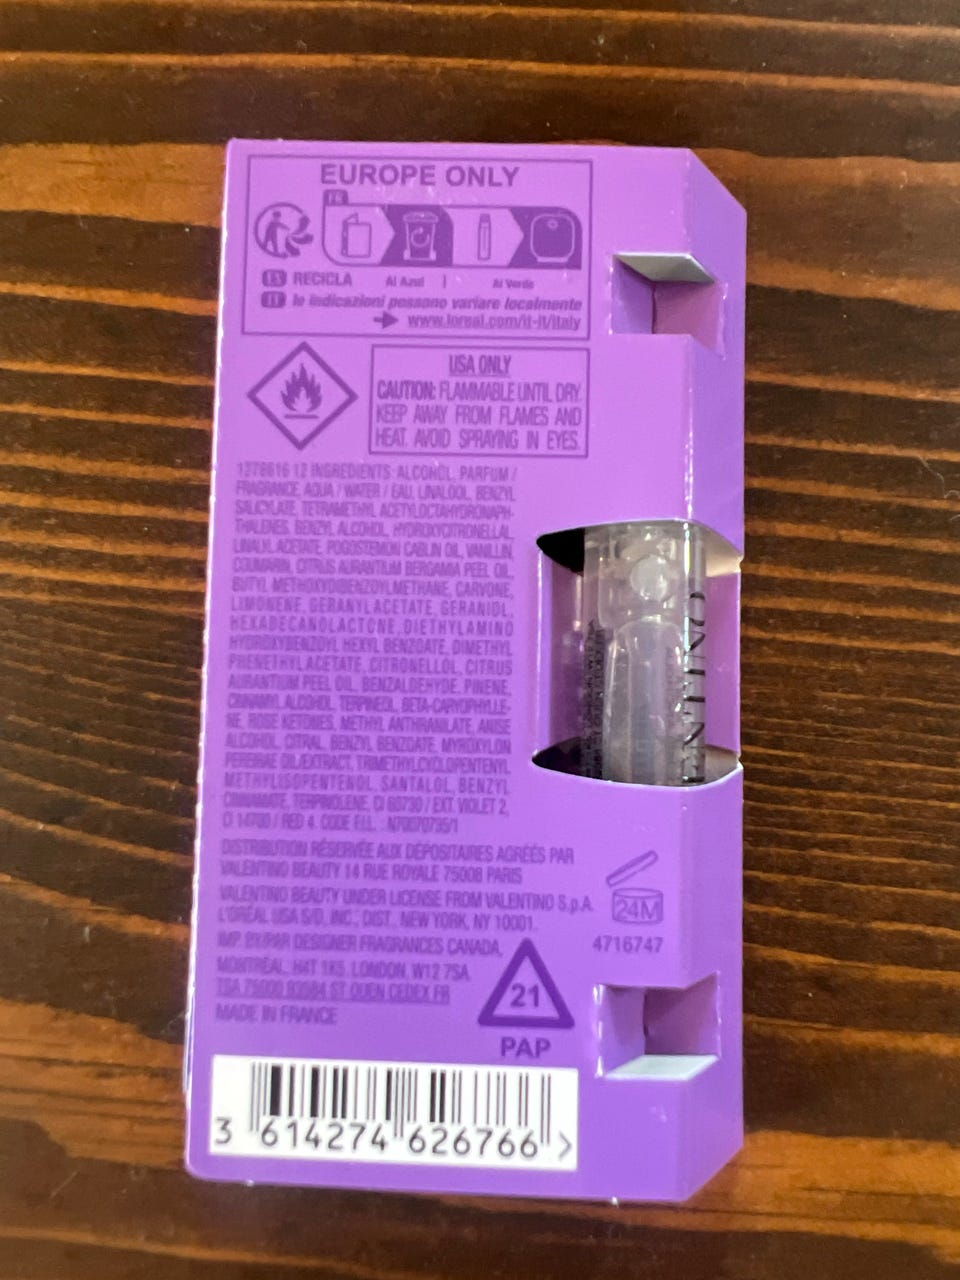 EUROPE ONLY
FR
ES RECICLA Al Azul | Al Verde
IT le indicazioni possono variare localmente
www.loreal.com/it-it/italy
USA ONLY
CAUTION: FLAMMABLE UNTIL DRY.
KEEP AWAY FROM FLAMES AND
HEAT. AVOID SPRAYING IN EYES.
1278616 12 INGREDIENTS: ALCOHOL, PARFUM /
FRAGRANCE, AQUA / WATER / EAU, LINALOOL, BENZYL
SALICYLATE, TETRAMETHYL ACETYLOCTAHYDRONAPH-
THALENES, BENZYL ALCOHOL, HYDROXYCITRONELLAL,
LINALYL ACETATE, POGOSTEMON CABLIN OIL, VANILLIN,
COUMARIN, CITRUS AURANTIUM BERGAMIA PEEL OIL,
BUTYL METHOXYDIBENZOYLMETHANE, CARVONE,
LIMONENE, GERANYL ACETATE, GERANIOL,
HEXADECANOLACTONE, DIETHYLAMINO
HYDROXYBENZOYL HEXYL BENZOATE, DIMETHYL
PHENETHYL ACETATE, CITRONELLOL, CITRUS
AURANTIUM PEEL OIL, BENZALDEHYDE, PINENE,
CINNAMYL ALCOHOL, TERPINEOL, BETA-CARYOPHYLLE-
NE, ROSE KETONES, METHYL ANTHRANILATE, ANISE
ALCOHOL, CITRAL, BENZYL BENZOATE, MYROXYLON
PEREIRAE OIL/EXTRACT, TRIMETHYLCYCLOPENTENYL
METHYLISOPENTENOL, SANTALOL, BENZYL
CINNAMATE, TERPINOLENE, CI 60730 / EXT. VIOLET 2,
CI 14700 / RED 4. CODE F.I.L. : N70070735/1
DISTRIBUTION RÉSERVÉE AUX DÉPOSITAIRES AGRÉÉS PAR
VALENTINO BEAUTY 14 RUE ROYALE 75008 PARIS
VALENTINO BEAUTY UNDER LICENSE FROM VALENTINO S.p.A.
L'ORÉAL USA S/D, INC., DIST., NEW YORK, NY 10001.
IMP. BY/PAR DESIGNER FRAGRANCES CANADA,
MONTRÉAL, H4T 1K5. LONDON, W12 7SA
TSA 75000 93584 ST OUEN CEDEX FR
MADE IN FRANCE
24M
4716747
21
PAP
3 614274 626766 >